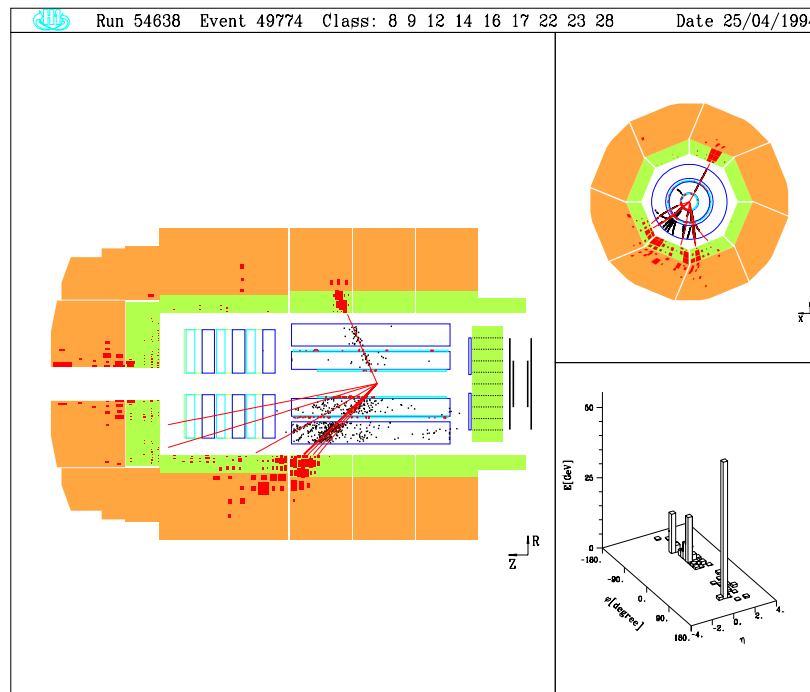 H1 Run 54638 Event 49774 Class: 8 9 12 14 16 17 22 23 28 Date 25/04/1994
x
R
Z
E[GeV]
50
25
0
-180.
-90.
0.
90.
180.
-4.
-2.
0.
2.
4.
φ[degree]
η